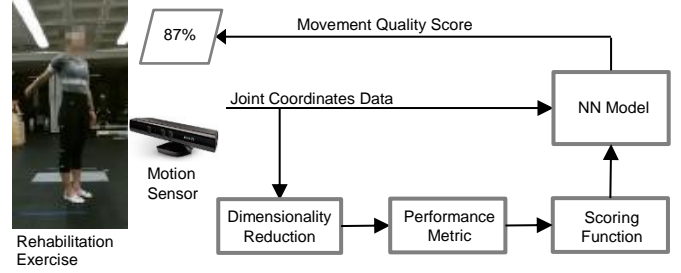 87%
Movement Quality Score
Joint Coordinates Data
NN Model
Motion
Sensor
Dimensionality
Reduction
Performance
Metric
Scoring
Function
Rehabilitation
Exercise